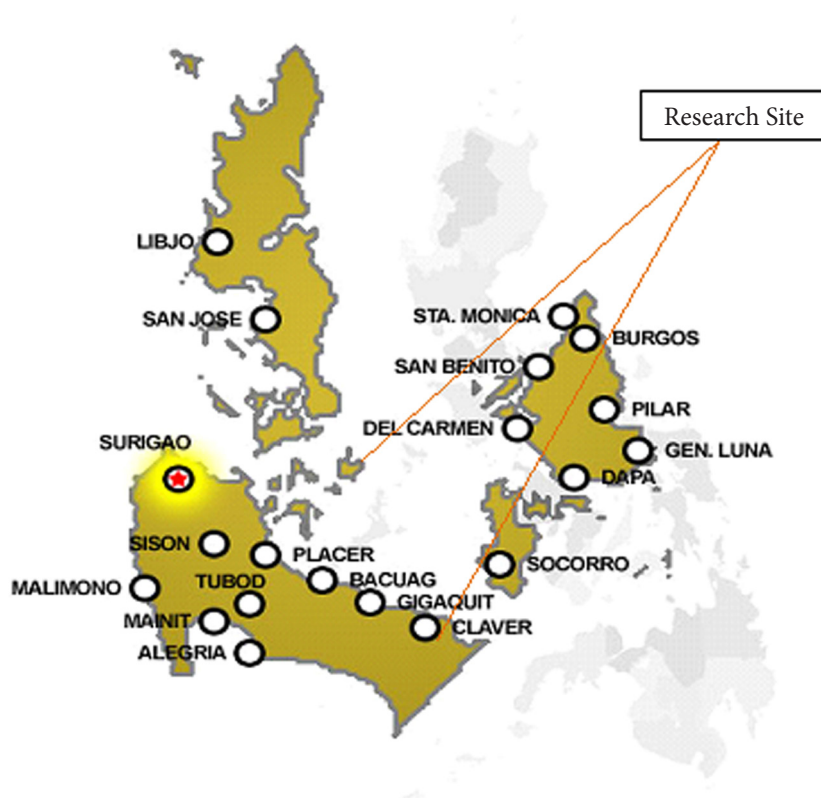 Research Site
LIBJO
SAN JOSE
STA. MONICA
BURGOS
SAN BENITO
PILAR
DEL CARMEN
SURIGAO
GEN. LUNA
DAPA
SISON
PLACER
SOCORRO
MALIMONO
TUBOD
BACUAG
GIGAQUIT
MAINIT
CLAVER
ALEGRIA